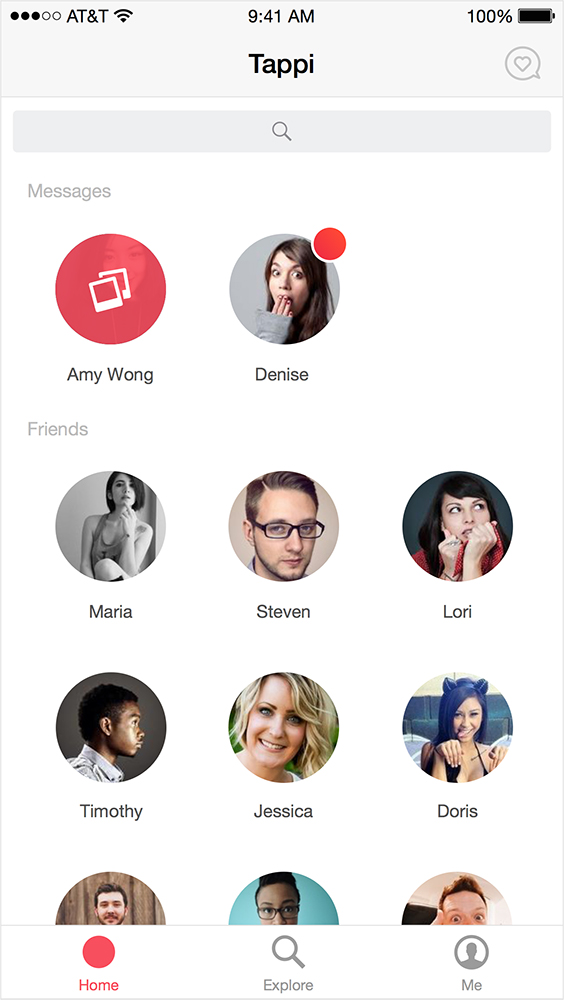 AT&T 9:41 AM 100%
Tappi
Messages
Amy Wong Denise
Friends
Maria Steven Lori
Timothy Jessica Doris
Home Explore Me